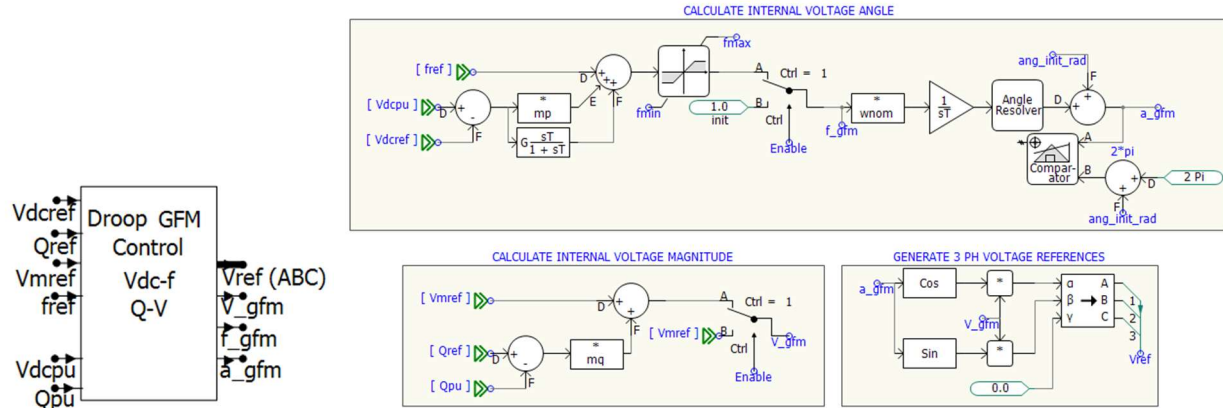 Vdcref
Qref
Vmref
fref
Vdcpu
Qpu
Droop GFM
Control
Vdc-f
Q-V
Vref (ABC)
V_gfm
f_gfm
a_gfm
CALCULATE INTERNAL VOLTAGE ANGLE
[ fref ]
[ Vdcpu ]
[ Vdcref ]
D
+
-
F
*
mp
G sT
1 + sT
D
E
F
+
+
+
fmax
fmin
A
B
Ctrl = 1
Ctrl
1.0
init
Enable
f_gfm
*
wnom
1
sT
Angle
Resolver
D
ang_init_rad
F
+
+
a_gfm
A
2*pi
Compar-
ator
B
+
+
D
2 Pi
F
ang_init_rad
CALCULATE INTERNAL VOLTAGE MAGNITUDE
[ Vmref ]
[ Qref ]
[ Qpu ]
D
+
-
F
*
mq
D
+
+
F
A
Ctrl = 1
[ Vmref ]
B
Ctrl
V_gfm
Enable
GENERATE 3 PH VOLTAGE REFERENCES
a_gfm
Cos
Sin
*
V_gfm
*
0.0
α
β
γ
A
B
C
1
2
3
Vref